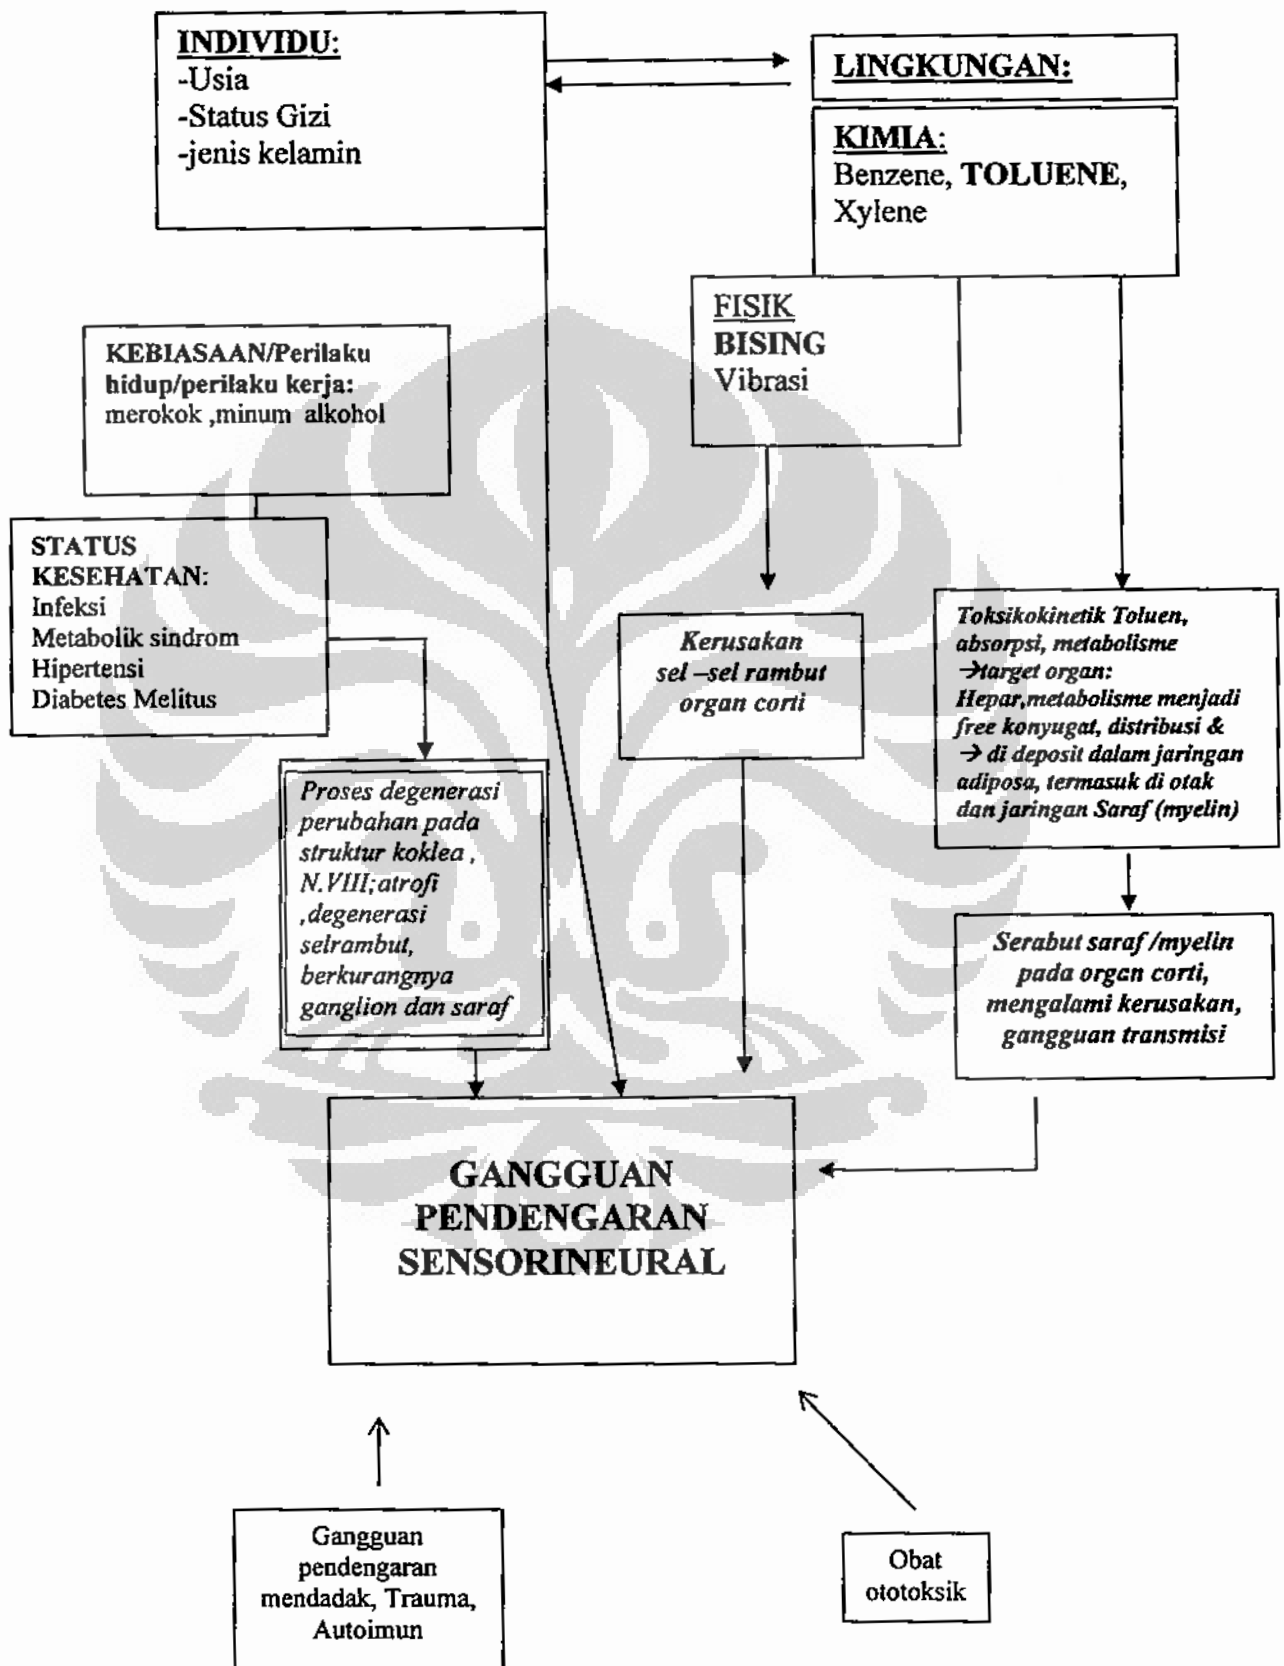 INDIVIDU:
-Usia
-Status Gizi
-jenis kelamin
LINGKUNGAN:
KIMIA:
Benzene, TOLUENE,
Xylene
FISIK
BISING
Vibrasi
KEBIASAAN/Perilaku
hidup/perilaku kerja:
merokok ,minum alkohol
STATUS
KESEHATAN:
Infeksi
Metabolik sindrom
Hipertensi
Diabetes Melitus
Kerusakan
sel –sel rambut
organ corti
Toksikokinetik Toluen,
absorpsi, metabolisme
→target organ:
Hepar,metabolisme menjadi
free konyugat, distribusi &
→ di deposit dalam jaringan
adiposa, termasuk di otak
dan jaringan Saraf (myelin)
Proses degenerasi
perubahan pada
struktur koklea ,
N.VIII;atrofi
,degenerasi
selrambut,
berkurangnya
ganglion dan saraf
Serabut saraf/myelin
pada organ corti,
mengalami kerusakan,
gangguan transmisi
GANGGUAN
PENDENGARAN
SENSORINEURAL
Gangguan
pendengaran
mendadak, Trauma,
Autoimun
Obat
ototoksik